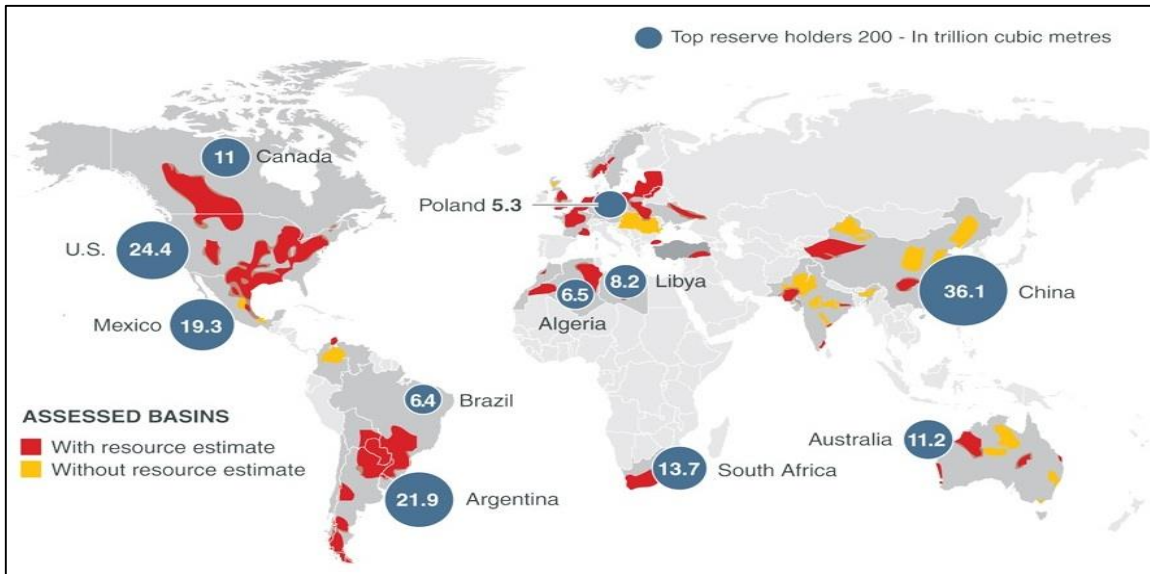 Top reserve holders 200 - In trillion cubic metres
11 Canada
Poland 5.3
U.S. 24.4
8.2 Libya
6.5
Algeria
36.1 China
Mexico 19.3
6.4 Brazil
ASSESSED BASINS
With resource estimate
Without resource estimate
Australia 11.2
13.7 South Africa
21.9 Argentina